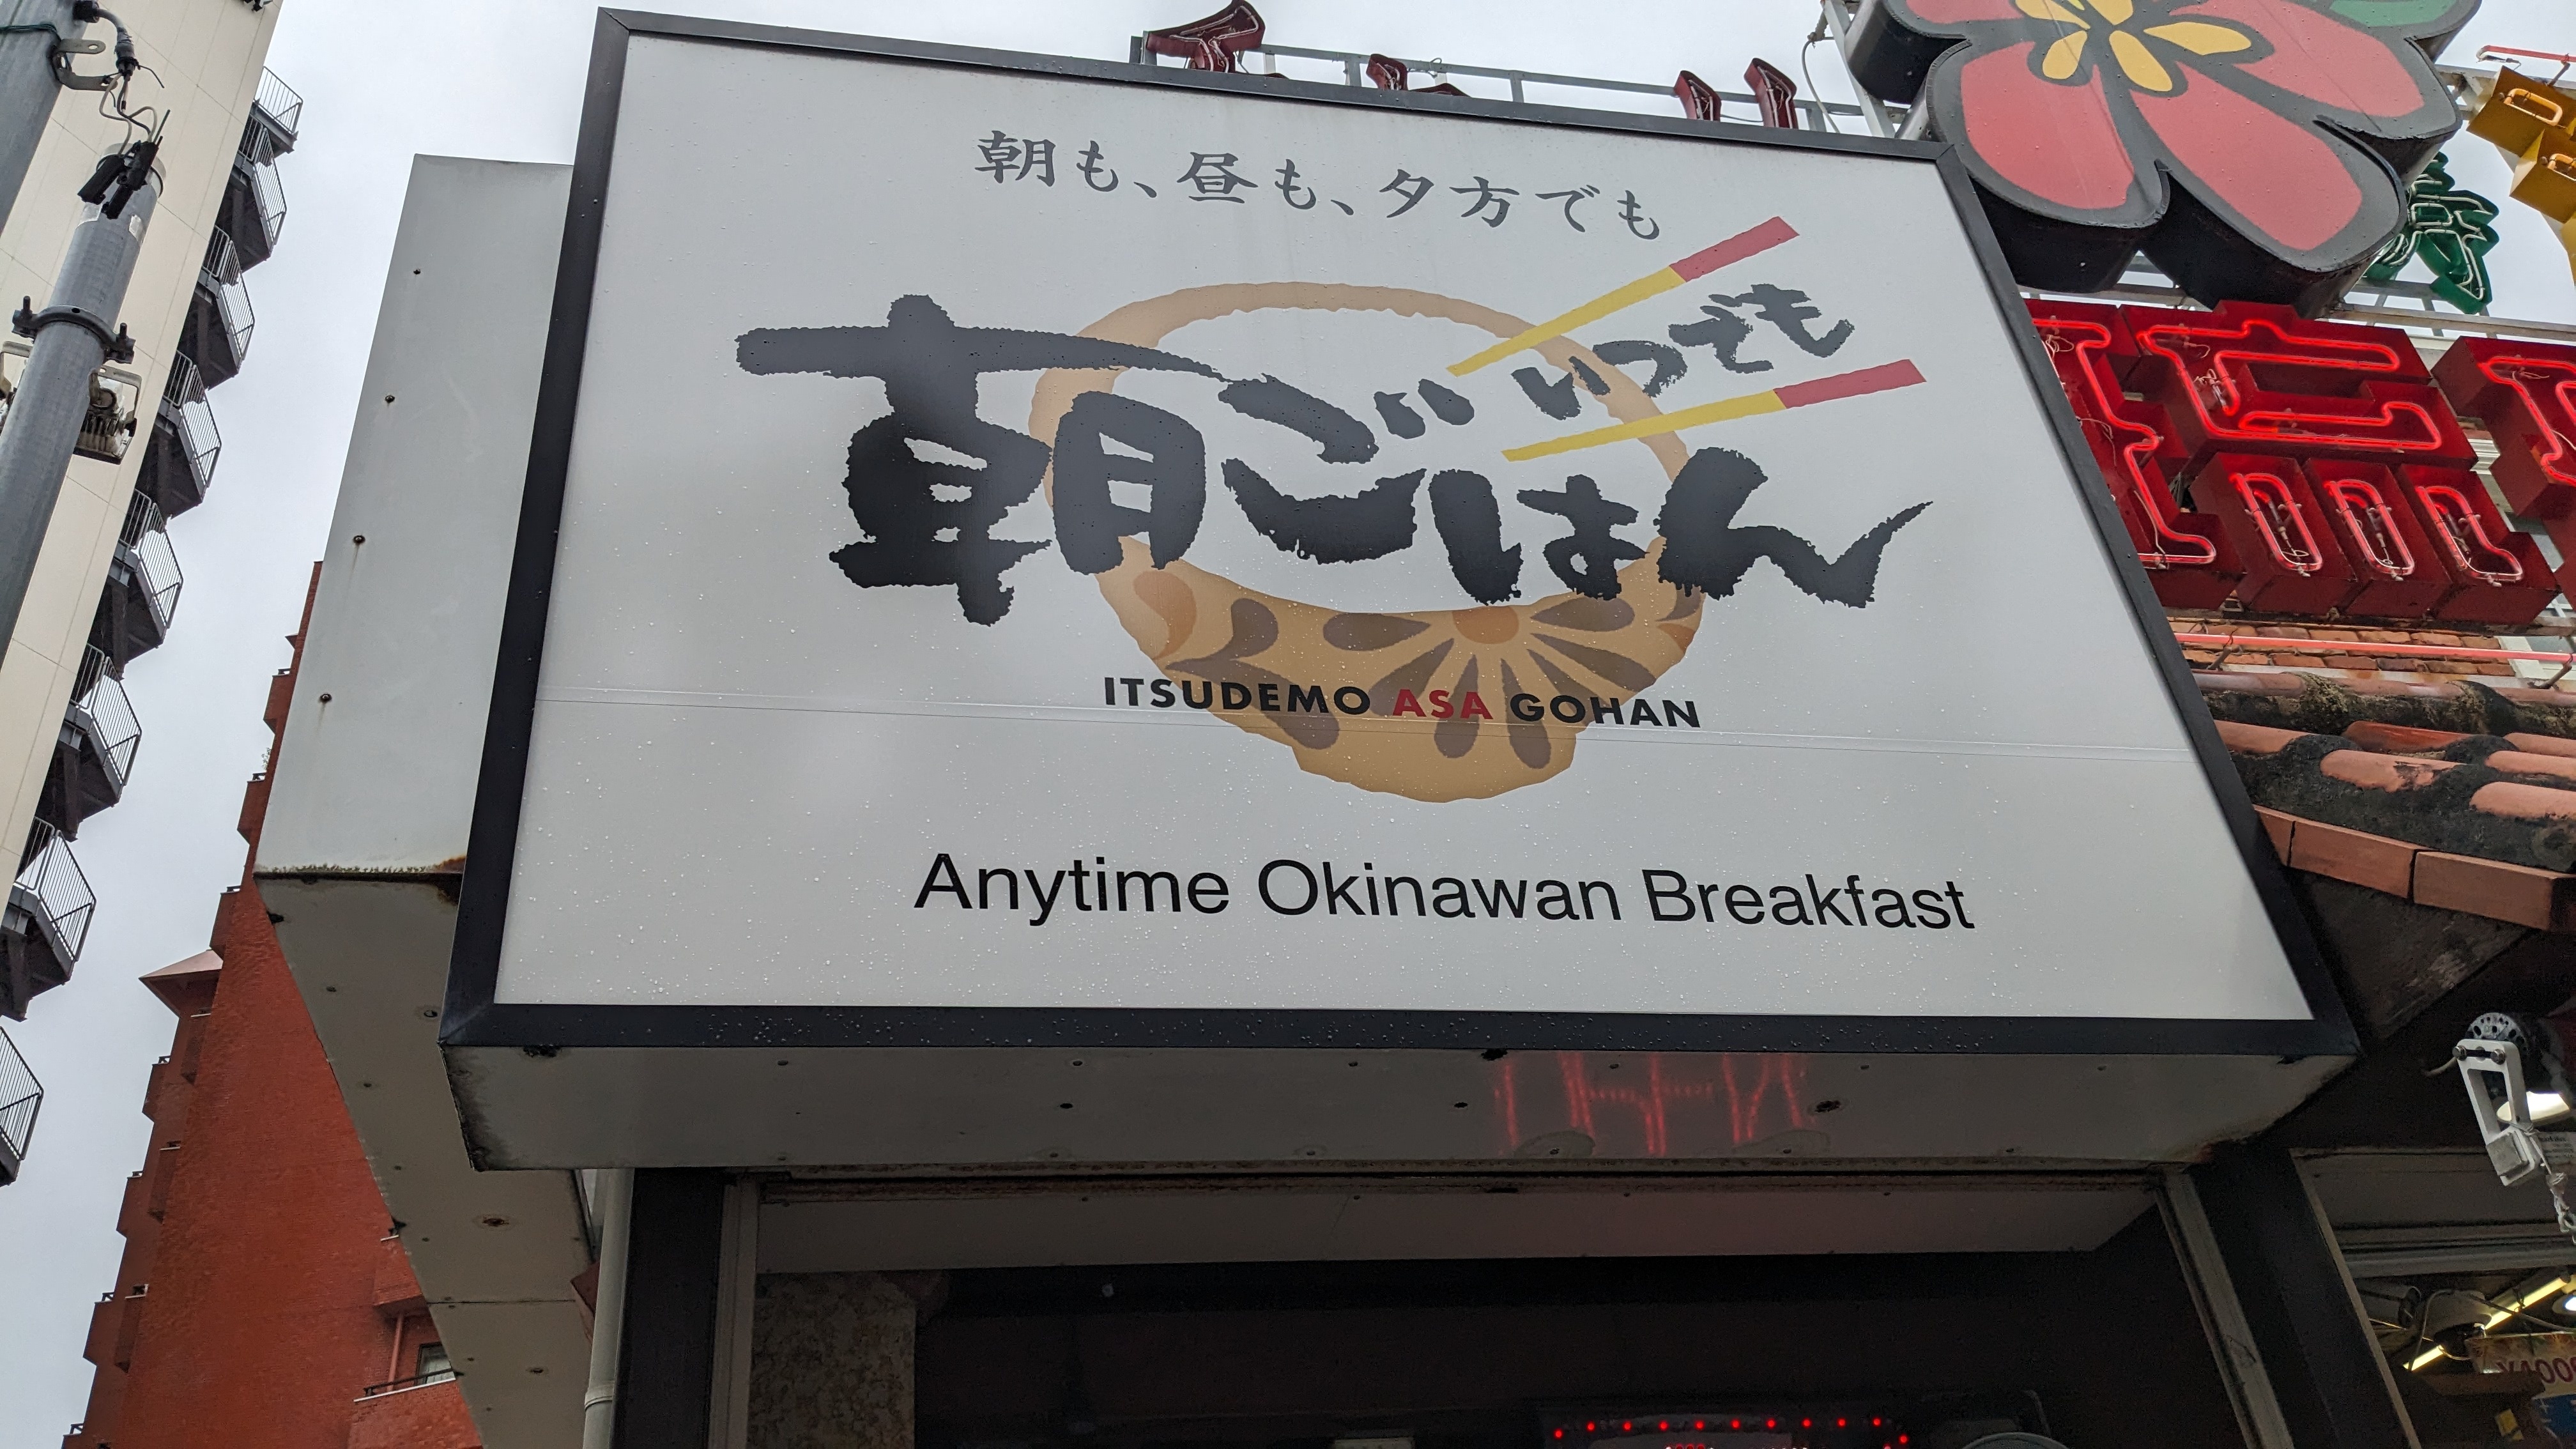 朝も、昼も、夕方でも
いつでも
朝ごはん
ITSUDEMO ASA GOHAN
Anytime Okinawan Breakfast